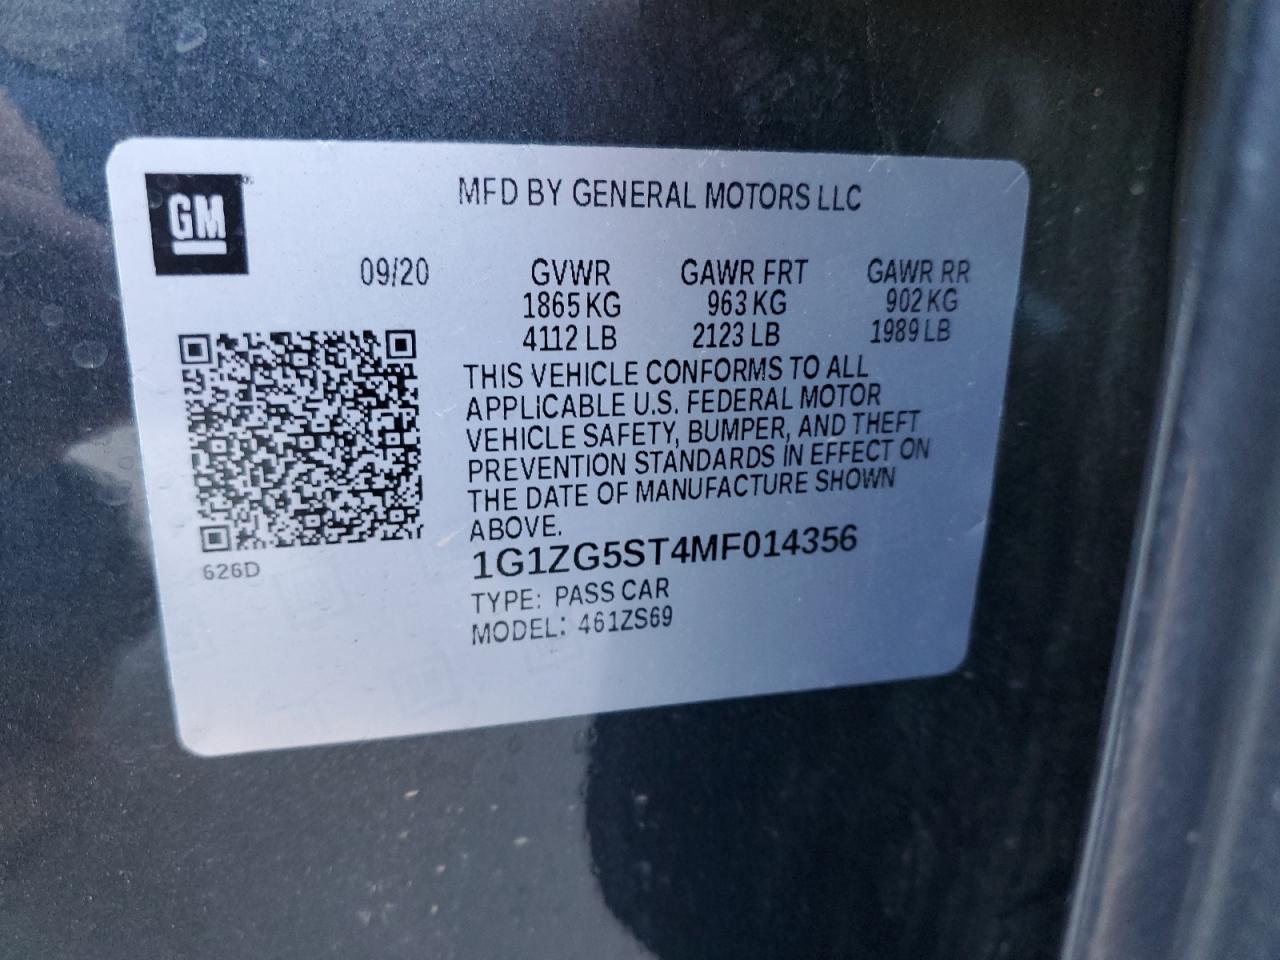 GM
MFD BY GENERAL MOTORS LLC
09/20 GVWR GAWR FRT GAWR RR
1865 KG 963 KG 902 KG
4112 LB 2123 LB 1989 LB
THIS VEHICLE CONFORMS TO ALL
APPLICABLE U.S. FEDERAL MOTOR
VEHICLE SAFETY, BUMPER, AND THEFT
PREVENTION STANDARDS IN EFFECT ON
THE DATE OF MANUFACTURE SHOWN
ABOVE.
1G1ZG5ST4MF014356
626D
TYPE: PASS CAR
MODEL: 461ZS69